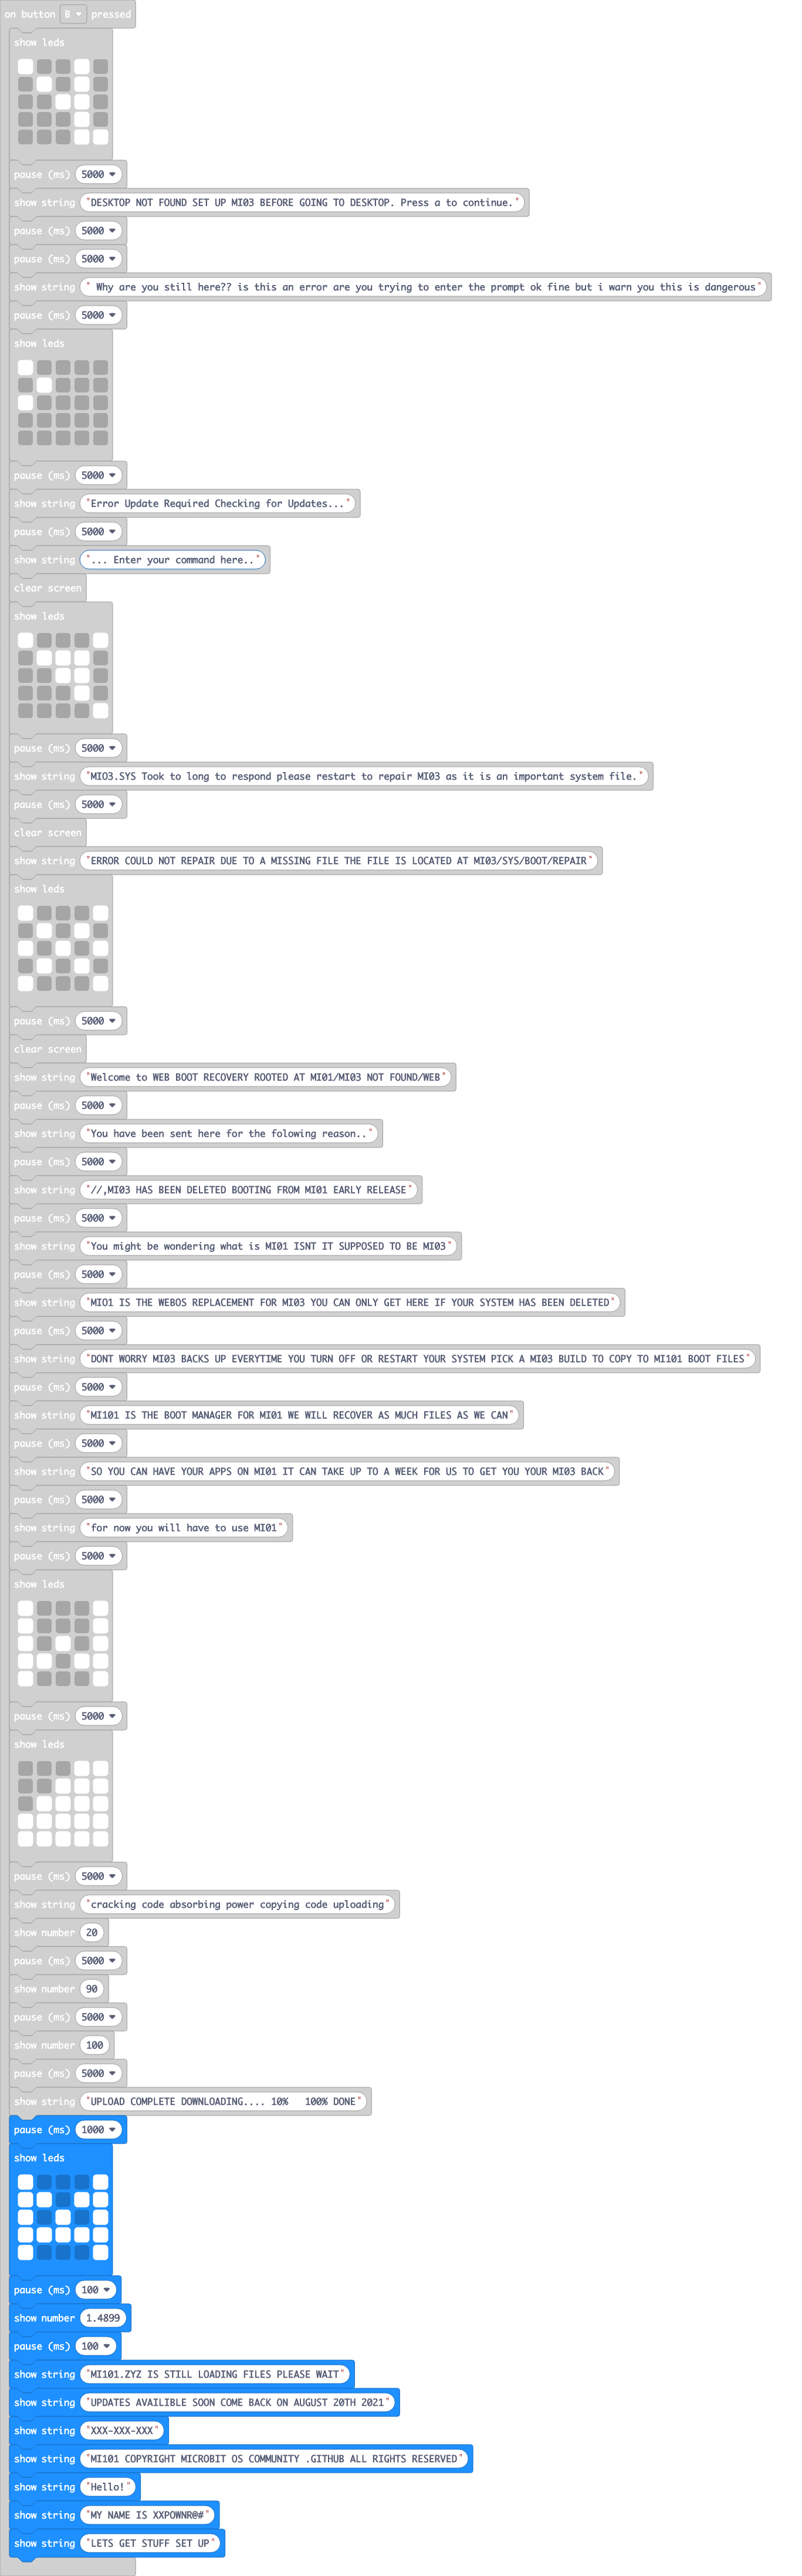 on button B pressed
show leds
pause (ms) 5000
show string "DESKTOP NOT FOUND SET UP MI03 BEFORE GOING TO DESKTOP. Press a to continue."
pause (ms) 5000
pause (ms) 5000
show string " Why are you still here?? is this an error are you trying to enter the prompt ok fine but i warn you this is dangerous"
pause (ms) 5000
show leds
pause (ms) 5000
show string "Error Update Required Checking for Updates..."
pause (ms) 5000
show string "... Enter your command here.."
clear screen
show leds
pause (ms) 5000
show string "MIO3.SYS Took to long to respond please restart to repair MI03 as it is an important system file."
pause (ms) 5000
clear screen
show string "ERROR COULD NOT REPAIR DUE TO A MISSING FILE THE FILE IS LOCATED AT MI03/SYS/BOOT/REPAIR"
show leds
pause (ms) 5000
clear screen
show string "Welcome to WEB BOOT RECOVERY ROOTED AT MI01/MI03 NOT FOUND/WEB"
pause (ms) 5000
show string "You have been sent here for the folowing reason.."
pause (ms) 5000
show string "//,MI03 HAS BEEN DELETED BOOTING FROM MI01 EARLY RELEASE"
pause (ms) 5000
show string "You might be wondering what is MI01 ISNT IT SUPPOSED TO BE MI03"
pause (ms) 5000
show string "MIO1 IS THE WEBOS REPLACEMENT FOR MI03 YOU CAN ONLY GET HERE IF YOUR SYSTEM HAS BEEN DELETED"
pause (ms) 5000
show string "DONT WORRY MI03 BACKS UP EVERYTIME YOU TURN OFF OR RESTART YOUR SYSTEM PICK A MI03 BUILD TO COPY TO MI101 BOOT FILES"
pause (ms) 5000
show string "MI101 IS THE BOOT MANAGER FOR MI01 WE WILL RECOVER AS MUCH FILES AS WE CAN"
pause (ms) 5000
show string "SO YOU CAN HAVE YOUR APPS ON MI01 IT CAN TAKE UP TO A WEEK FOR US TO GET YOU YOUR MI03 BACK"
pause (ms) 5000
show string "for now you will have to use MI01"
pause (ms) 5000
show leds
pause (ms) 5000
show leds
pause (ms) 5000
show string "cracking code absorbing power copying code uploading"
show number 20
pause (ms) 5000
show number 90
pause (ms) 5000
show number 100
pause (ms) 5000
show string "UPLOAD COMPLETE DOWNLOADING.... 10%   100% DONE"
pause (ms) 1000
show leds
pause (ms) 100
show number 1.4899
pause (ms) 100
show string "MI101.ZYZ IS STILL LOADING FILES PLEASE WAIT"
show string "UPDATES AVAILIBLE SOON COME BACK ON AUGUST 20TH 2021"
show string "XXX-XXX-XXX"
show string "MI101 COPYRIGHT MICROBIT OS COMMUNITY .GITHUB ALL RIGHTS RESERVED"
show string "Hello!"
show string "MY NAME IS XXPOWNR@#"
show string "LETS GET STUFF SET UP"